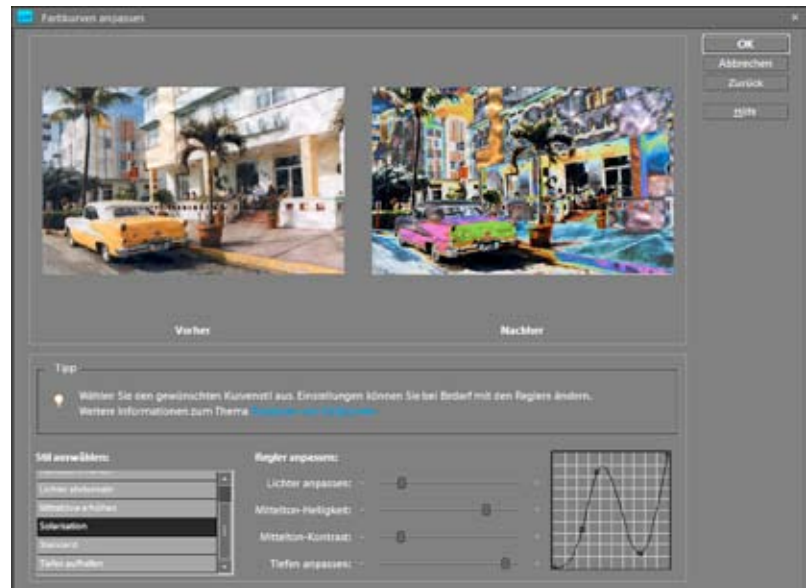 Farbkurven anpassen
OK
Abbrechen
Zurück
Hilfe
Vorher
Nachher
Tipp
Wählen Sie den gewünschten Kurvenstil aus. Einstellungen können Sie bei Bedarf mit den Reglern ändern.
Weitere Informationen zum Thema
Stil auswählen:
Regler anpassen:
Lichter abdunkeln
Mitteltöne erhöhen
Solarisation
Standard
Tiefen aufhellen
Lichter anpassen:
Mittelton-Helligkeit:
Mittelton-Kontrast:
Tiefen anpassen: